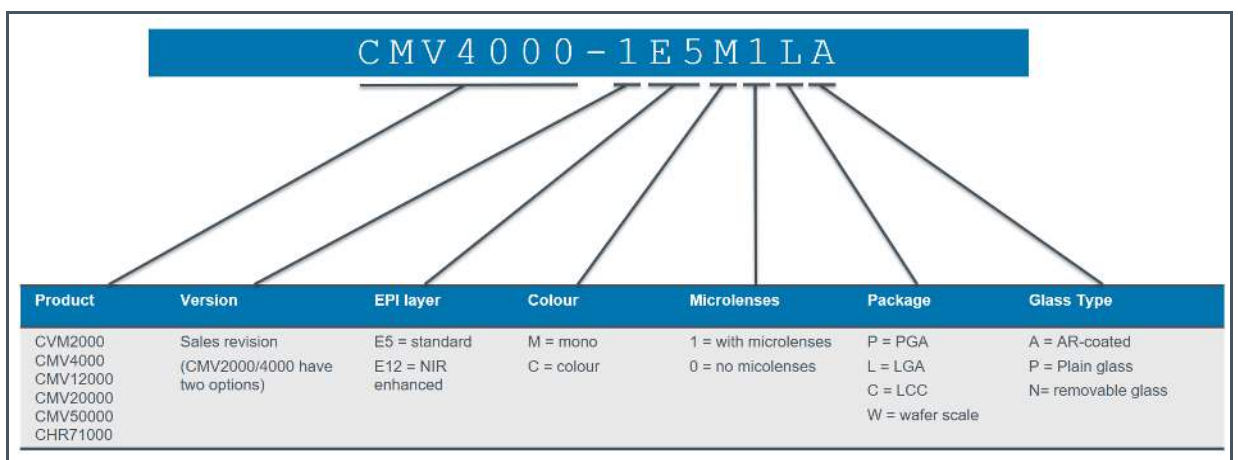 CMV4000-1E5M1LA
Product Version EPI layer Colour Microlenses Package Glass Type
CVM2000
CMV4000
CMV12000
CMV20000
CMV50000
CHR71000
Sales revision
(CMV2000/4000 have
two options)
E5 = standard
E12 = NIR
enhanced
M = mono
C = colour
1 = with microlenses
0 = no micolenses
P = PGA
L = LGA
C = LCC
W = wafer scale
A = AR-coated
P = Plain glass
N= removable glass